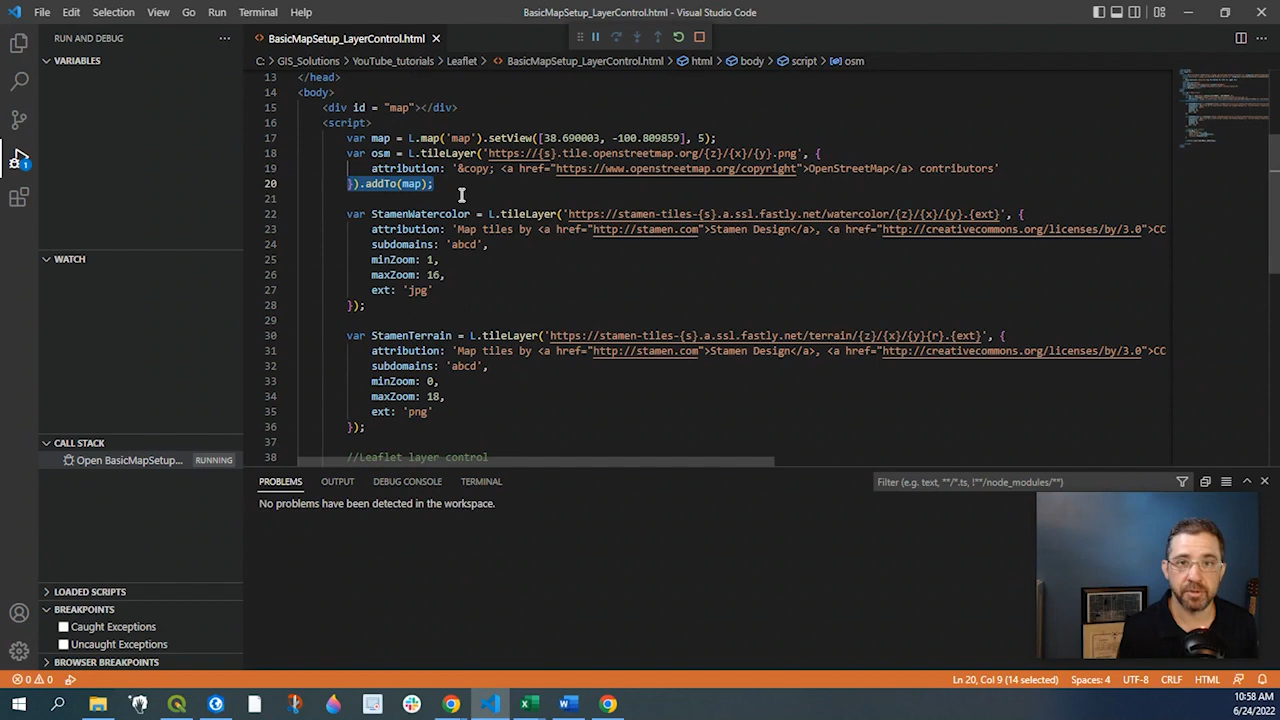 File Edit Selection View Go Run Terminal Help
BasicMapSetup_LayerControl.html - Visual Studio Code
RUN AND DEBUG
BasicMapSetup_LayerControl.html
VARIABLES
C: > GIS_Solutions > YouTube_tutorials > Leaflet > BasicMapSetup_LayerControl.html > html > body > script > osm
13 </head>
14 <body>
15 <div id = "map"></div>
16 <script>
17 var map = L.map('map').setView([38.690003, -100.809859], 5);
18 var osm = L.tileLayer('https://{s}.tile.openstreetmap.org/{z}/{x}/{y}.png', {
19 attribution: '&copy; <a href="https://www.openstreetmap.org/copyright">OpenStreetMap</a> contributors'
20 }).addTo(map);
21
22 var StamenWatercolor = L.tileLayer('https://stamen-tiles-{s}.a.ssl.fastly.net/watercolor/{z}/{x}/{y}.{ext}', {
23 attribution: 'Map tiles by <a href="http://stamen.com">Stamen Design</a>, <a href="http://creativecommons.org/licenses/by/3.0">CC
24 subdomains: 'abcd',
25 minZoom: 1,
26 maxZoom: 16,
27 ext: 'jpg'
28 });
29
30 var StamenTerrain = L.tileLayer('https://stamen-tiles-{s}.a.ssl.fastly.net/terrain/{z}/{x}/{y}{r}.{ext}', {
31 attribution: 'Map tiles by <a href="http://stamen.com">Stamen Design</a>, <a href="http://creativecommons.org/licenses/by/3.0">CC
32 subdomains: 'abcd',
33 minZoom: 0,
34 maxZoom: 18,
35 ext: 'png'
36 });
37
38 //Leaflet layer control
WATCH
CALL STACK
Open BasicMapSetup... RUNNING
PROBLEMS OUTPUT DEBUG CONSOLE TERMINAL
Filter (e.g. text, **/*.ts, !**/node_modules/**)
No problems have been detected in the workspace.
LOADED SCRIPTS
BREAKPOINTS
Caught Exceptions
Uncaught Exceptions
BROWSER BREAKPOINTS
1
0 0
Ln 20, Col 9 (14 selected) Spaces: 4 UTF-8 CRLF HTML
10:58 AM
6/24/2022